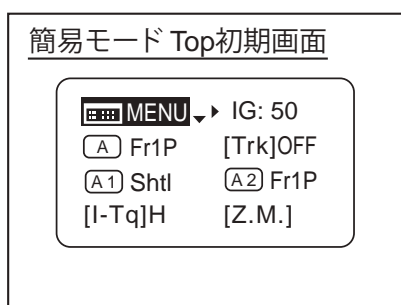 簡易モード Top初期画面
MENU IG: 50
A Fr1P [Trk]OFF
A1 Shtl A2 Fr1P
[I-Tq]H [Z.M.]